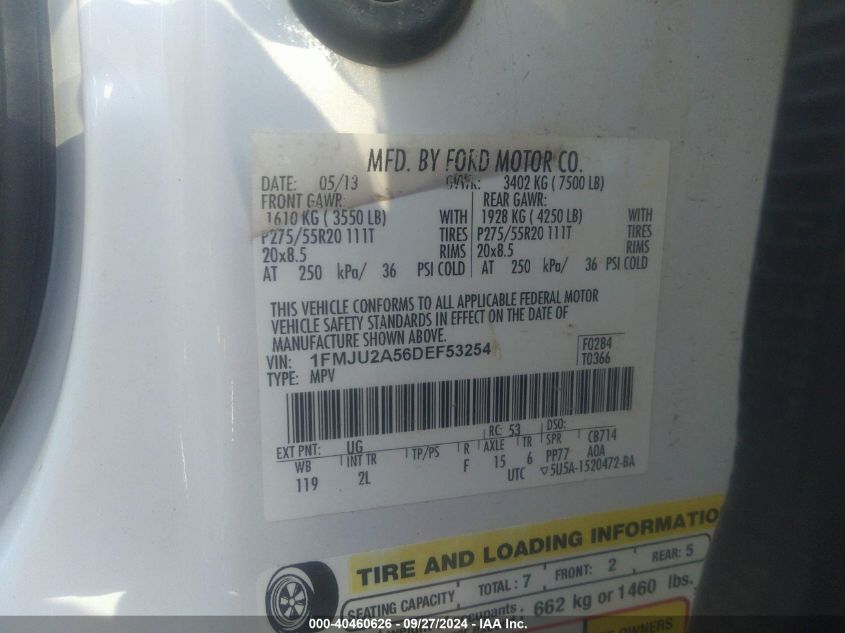 MFD. BY FORD MOTOR CO.
DATE: 05/13 GVWR: 3402 KG ( 7500 LB)
FRONT GAWR: REAR GAWR:
1610 KG ( 3550 LB) WITH 1928 KG ( 4250 LB) WITH
P275/55R20 111T TIRES P275/55R20 111T TIRES
20x8.5 RIMS 20x8.5 RIMS
AT 250 kPa/ 36 PSI COLD AT 250 kPa/ 36 PSI COLD
THIS VEHICLE CONFORMS TO ALL APPLICABLE FEDERAL MOTOR
VEHICLE SAFETY STANDARDS IN EFFECT ON THE DATE OF
MANUFACTURE SHOWN ABOVE.
VIN: 1FMJU2A56DEF53254 F0284
TYPE: MPV T0366
EXT PNT: UG RC: 53 DSO:
WB INT TR TP/PS R AXLE TR SPR CB714
119 2L F 15 6 PP77 AOA
UTC ▽5U5A-1520472-BA
TIRE AND LOADING INFORMATIO
SEATING CAPACITY TOTAL : 7 FRONT: 2 REAR: 5
occupants. 662 kg or 1460 lbs.
OWNERS
000-40460626 - 09/27/2024 - IAA Inc.